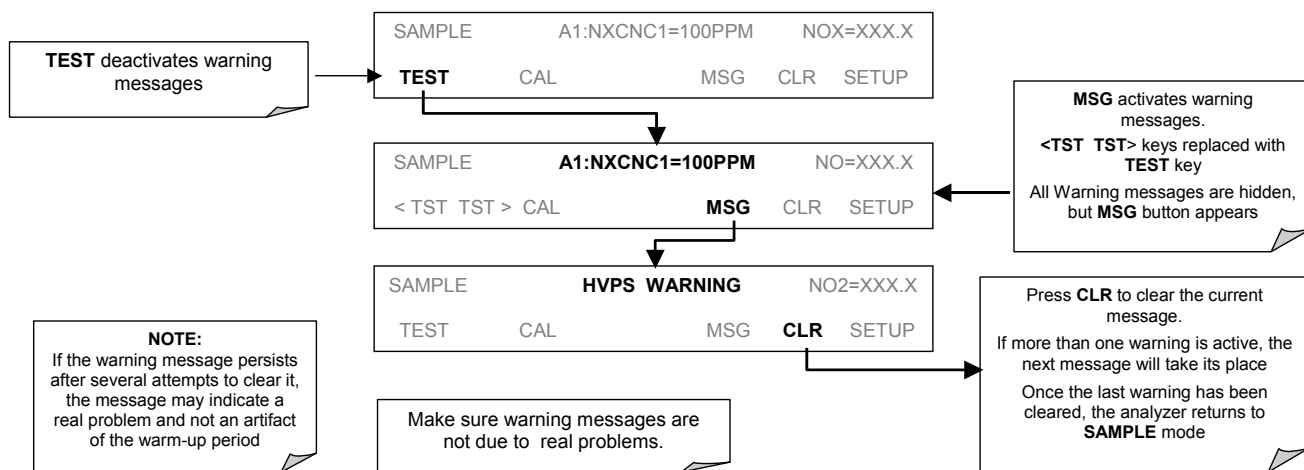 TEST deactivates warning
messages
SAMPLE A1:NXCNC1=100PPM NOX=XXX.X
TEST CAL MSG CLR SETUP
MSG activates warning
messages.
<TST TST> keys replaced with
TEST key
All Warning messages are hidden,
but MSG button appears
SAMPLE A1:NXCNC1=100PPM NO=XXX.X
< TST TST > CAL MSG CLR SETUP
SAMPLE HVPS WARNING NO2=XXX.X
TEST CAL MSG CLR SETUP
Press CLR to clear the current
message.
If more than one warning is active, the
next message will take its place
Once the last warning has been
cleared, the analyzer returns to
SAMPLE mode
NOTE:
If the warning message persists
after several attempts to clear it,
the message may indicate a
real problem and not an artifact
of the warm-up period
Make sure warning messages are
not due to real problems.